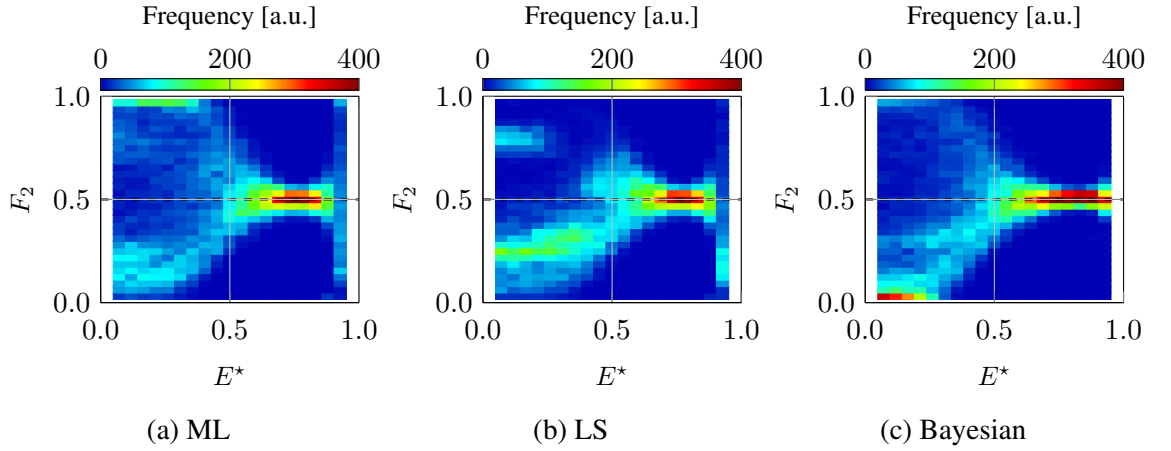 Frequency [a.u.] Frequency [a.u.] Frequency [a.u.]
0 200 400 0 200 400 0 200 400
1.0 1.0 1.0
F₂ 0.5 F₂ 0.5 F₂ 0.5
0.0 0.0 0.0
0.0 0.5 1.0 0.0 0.5 1.0 0.0 0.5 1.0
E⋆ E⋆ E⋆
(a) ML (b) LS (c) Bayesian